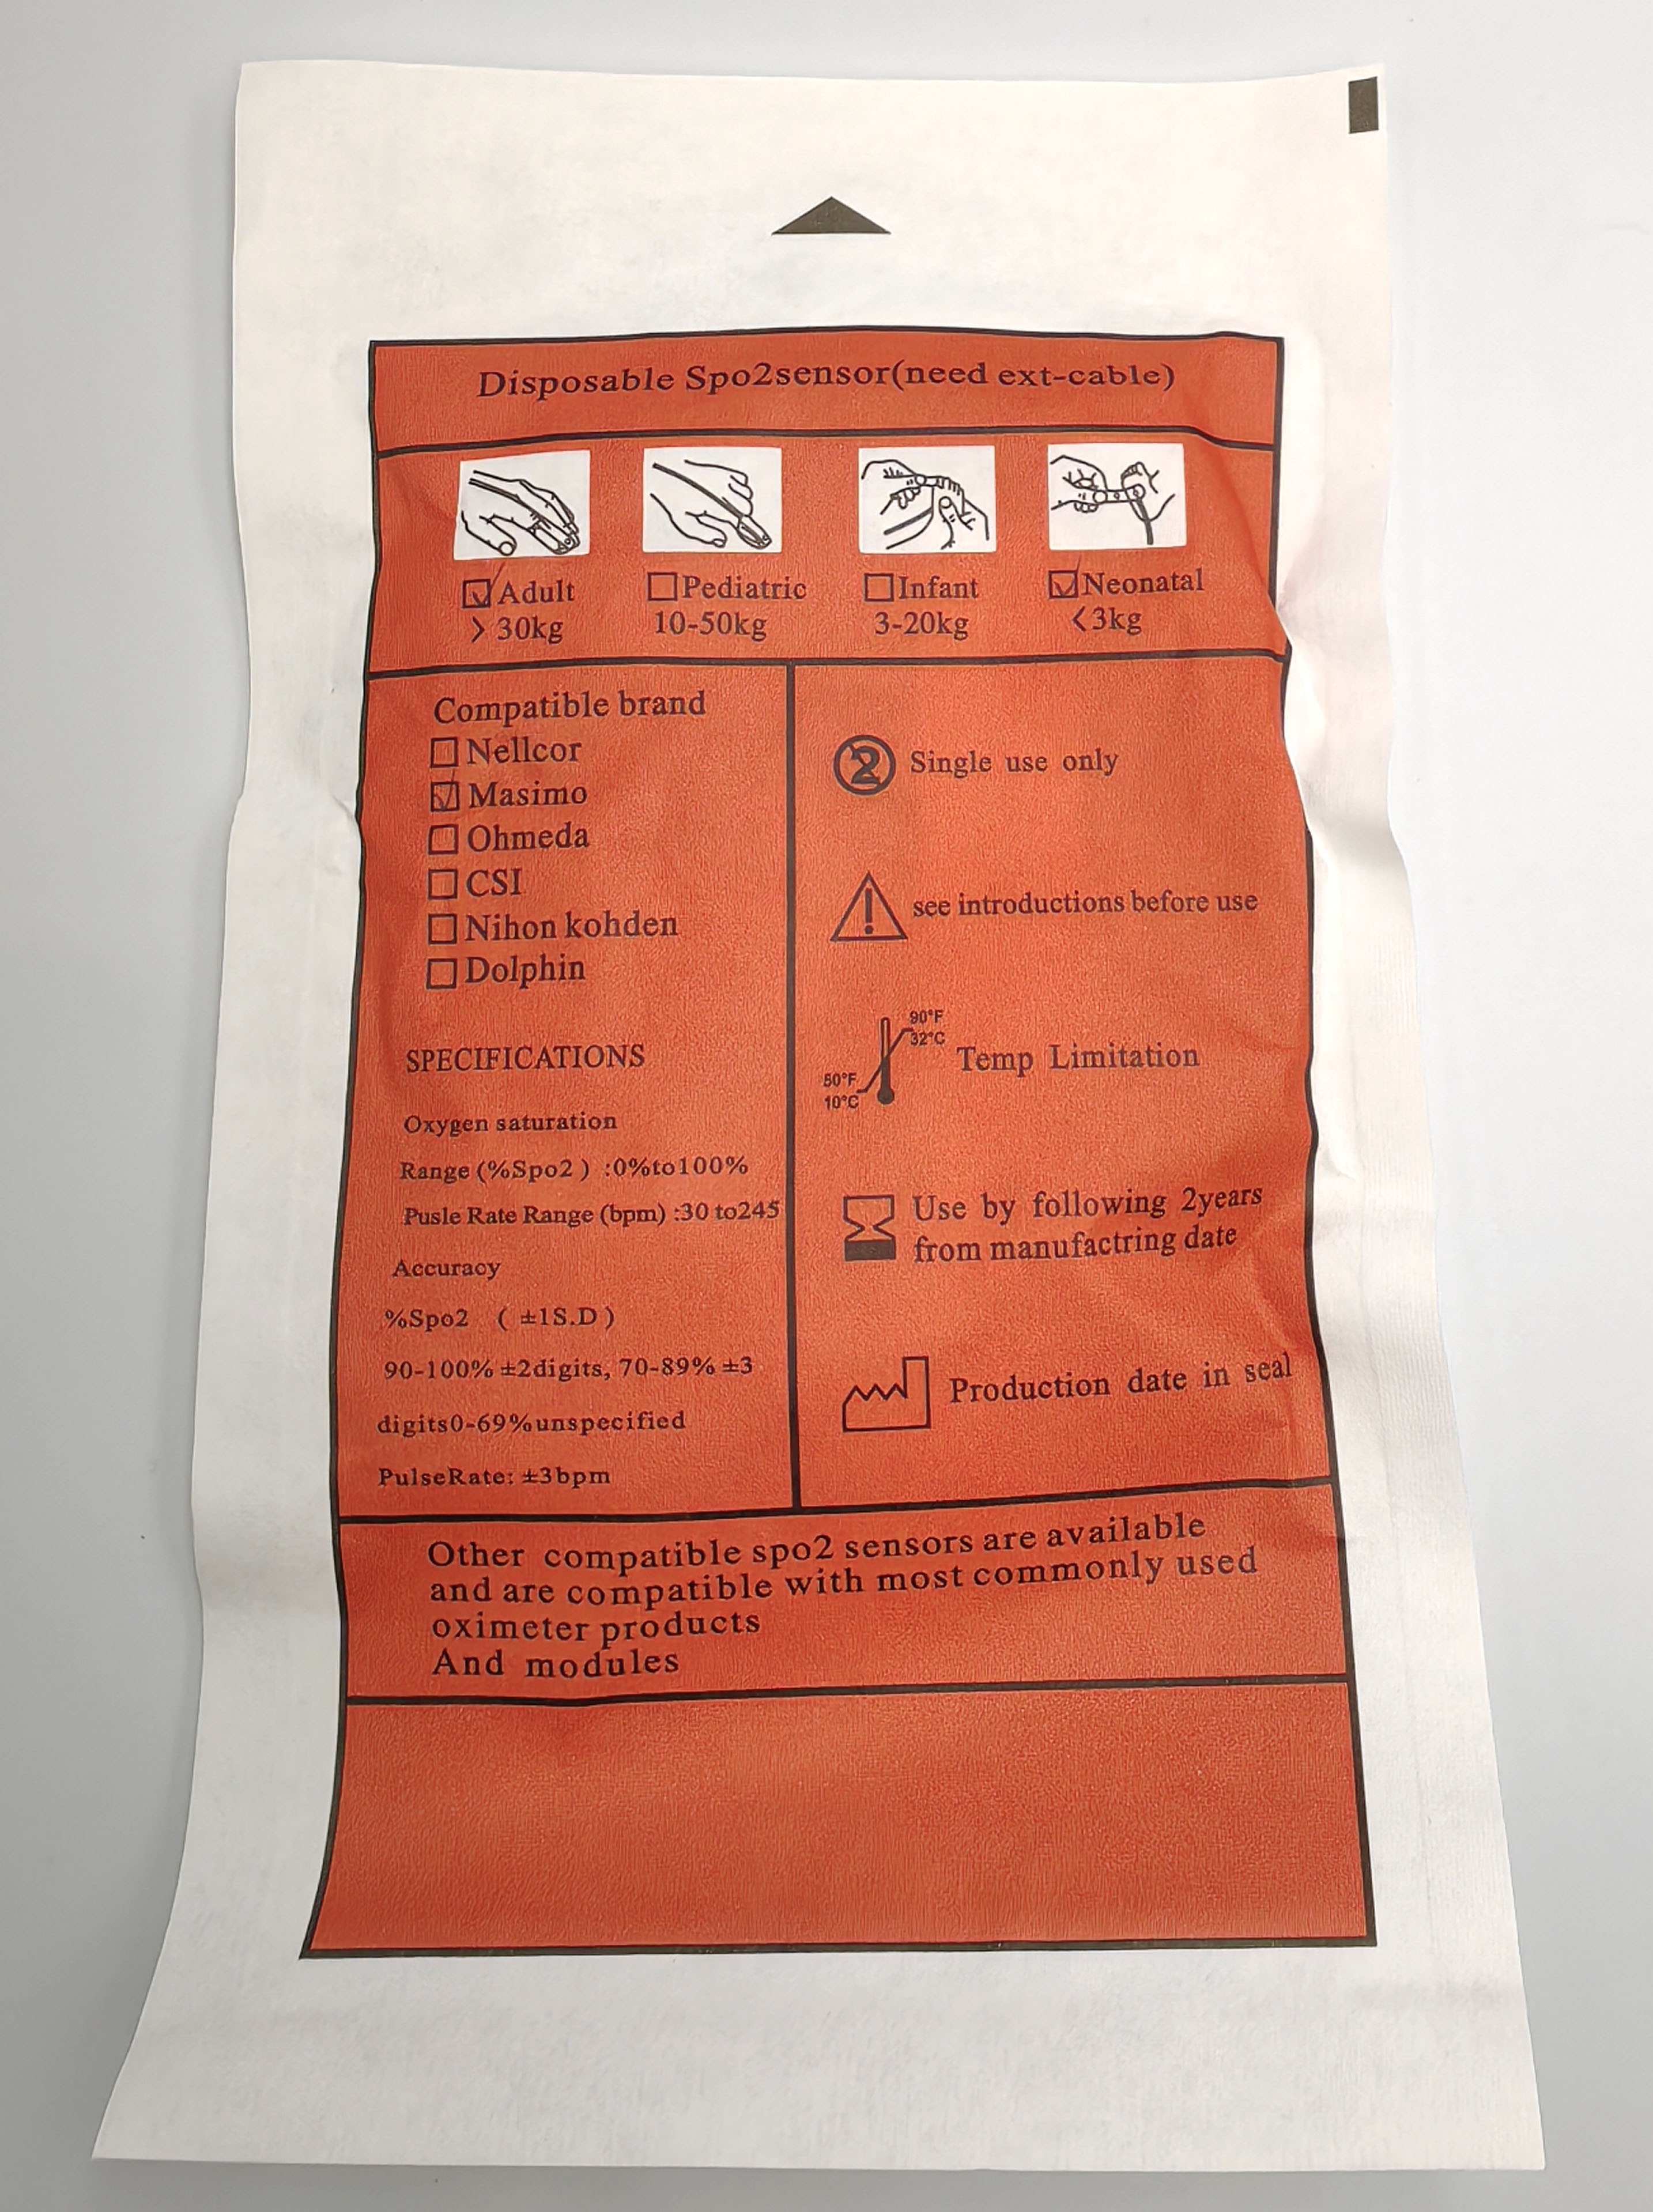 Disposable Spo2sensor(need ext-cable)
☑Adult ☐Pediatric ☐Infant ☑Neonatal
> 30kg 10-50kg 3-20kg <3kg
Compatible brand
☐ Nellcor
☑ Masimo
☐ Ohmeda
☐ CSI
☐ Nihon kohden
☐ Dolphin
SPECIFICATIONS
Oxygen saturation
Range (%Spo2 ) :0%to100%
Pusle Rate Range (bpm) :30 to245
Accuracy
%Spo2 ( ±1S.D )
90-100% ±2digits, 70-89% ±3
digits0-69%unspecified
PulseRate: ±3bpm
2 Single use only
see introductions before use
90°F
32°C
50°F
10°C
Temp Limitation
Use by following 2years
from manufactring date
Production date in seal
Other compatible spo2 sensors are available
and are compatible with most commonly used
oximeter products
And modules